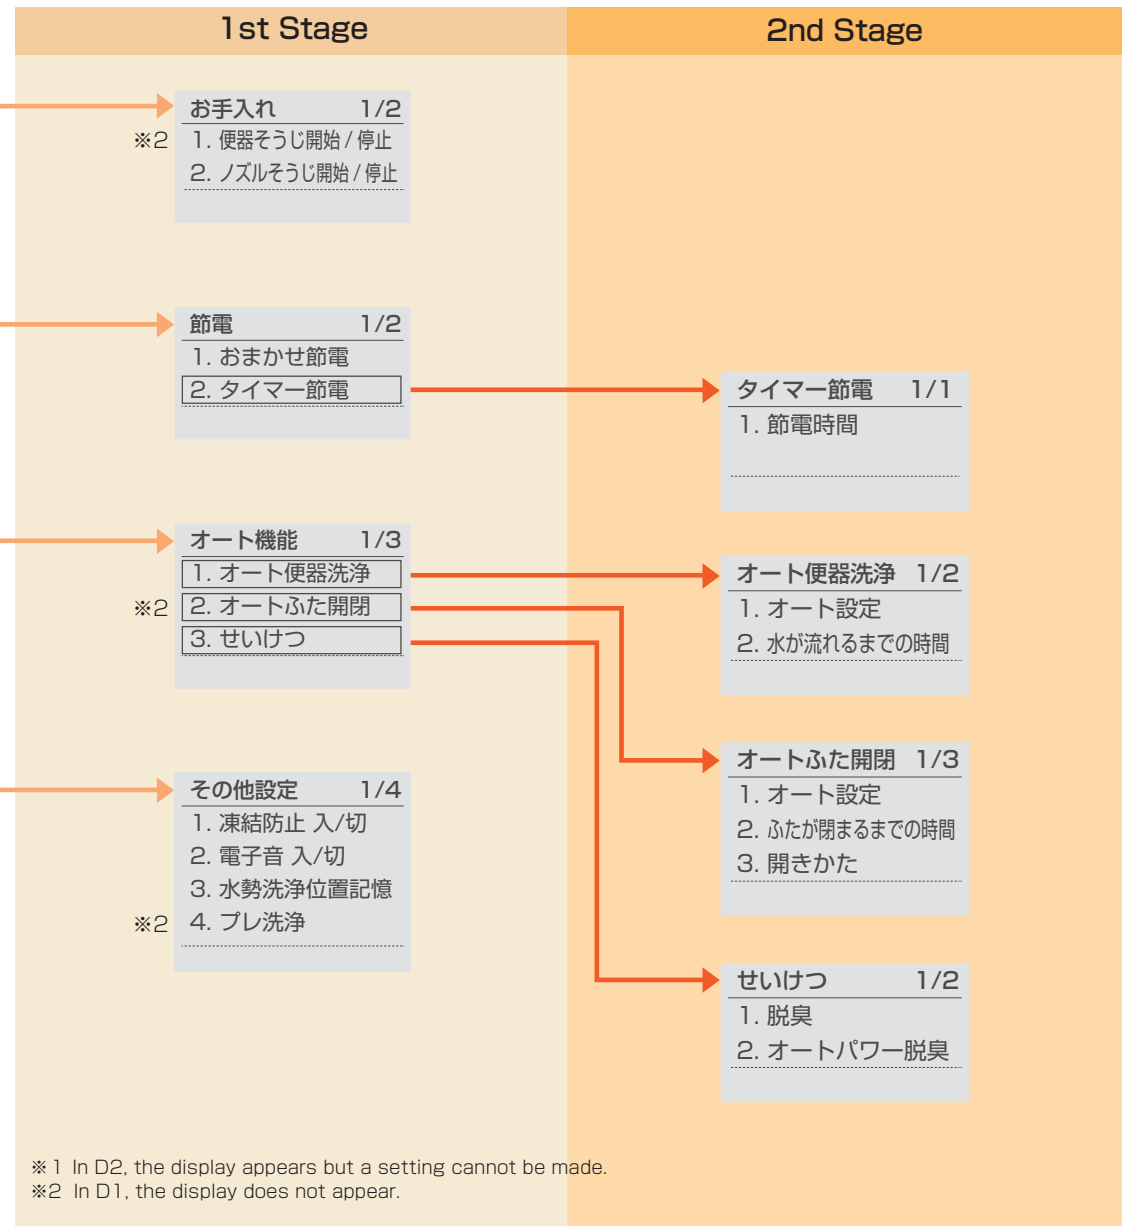 1st Stage
2nd Stage
お手入れ 1/2
※2 1. 便器そうじ開始 / 停止
2. ノズルそうじ開始 / 停止
節電 1/2
1. おまかせ節電
2. タイマー節電
タイマー節電 1/1
1. 節電時間
オート機能 1/3
1. オート便器洗浄
※2 2. オートふた開閉
3. せいけつ
オート便器洗浄 1/2
1. オート設定
2. 水が流れるまでの時間
オートふた開閉 1/3
1. オート設定
2. ふたが閉まるまでの時間
3. 開きかた
その他設定 1/4
1. 凍結防止 入/切
2. 電子音 入/切
3. 水勢洗浄位置記憶
※2 4. プレ洗浄
せいけつ 1/2
1. 脱臭
2. オートパワー脱臭
※1 In D2, the display appears but a setting cannot be made.
※2 In D1, the display does not appear.